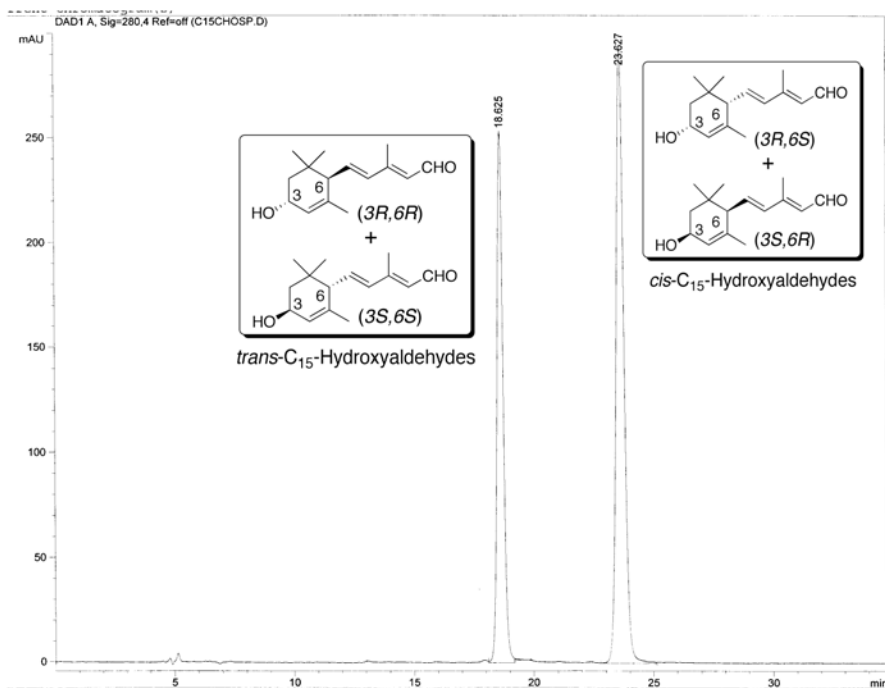 DAD1 A, Sig=280,4 Ref=off (C15CHOSP.D)
mAU
250
200
150
100
50
0
5
10
15
20
25
30
min
18.625
23.627
CHO
6
3
HO
(3R,6R)
+
CHO
6
3
HO
(3S,6S)
trans-C₁₅-Hydroxyaldehydes
CHO
6
3
HO
(3R,6S)
+
CHO
6
3
HO
(3S,6R)
cis-C₁₅-Hydroxyaldehydes